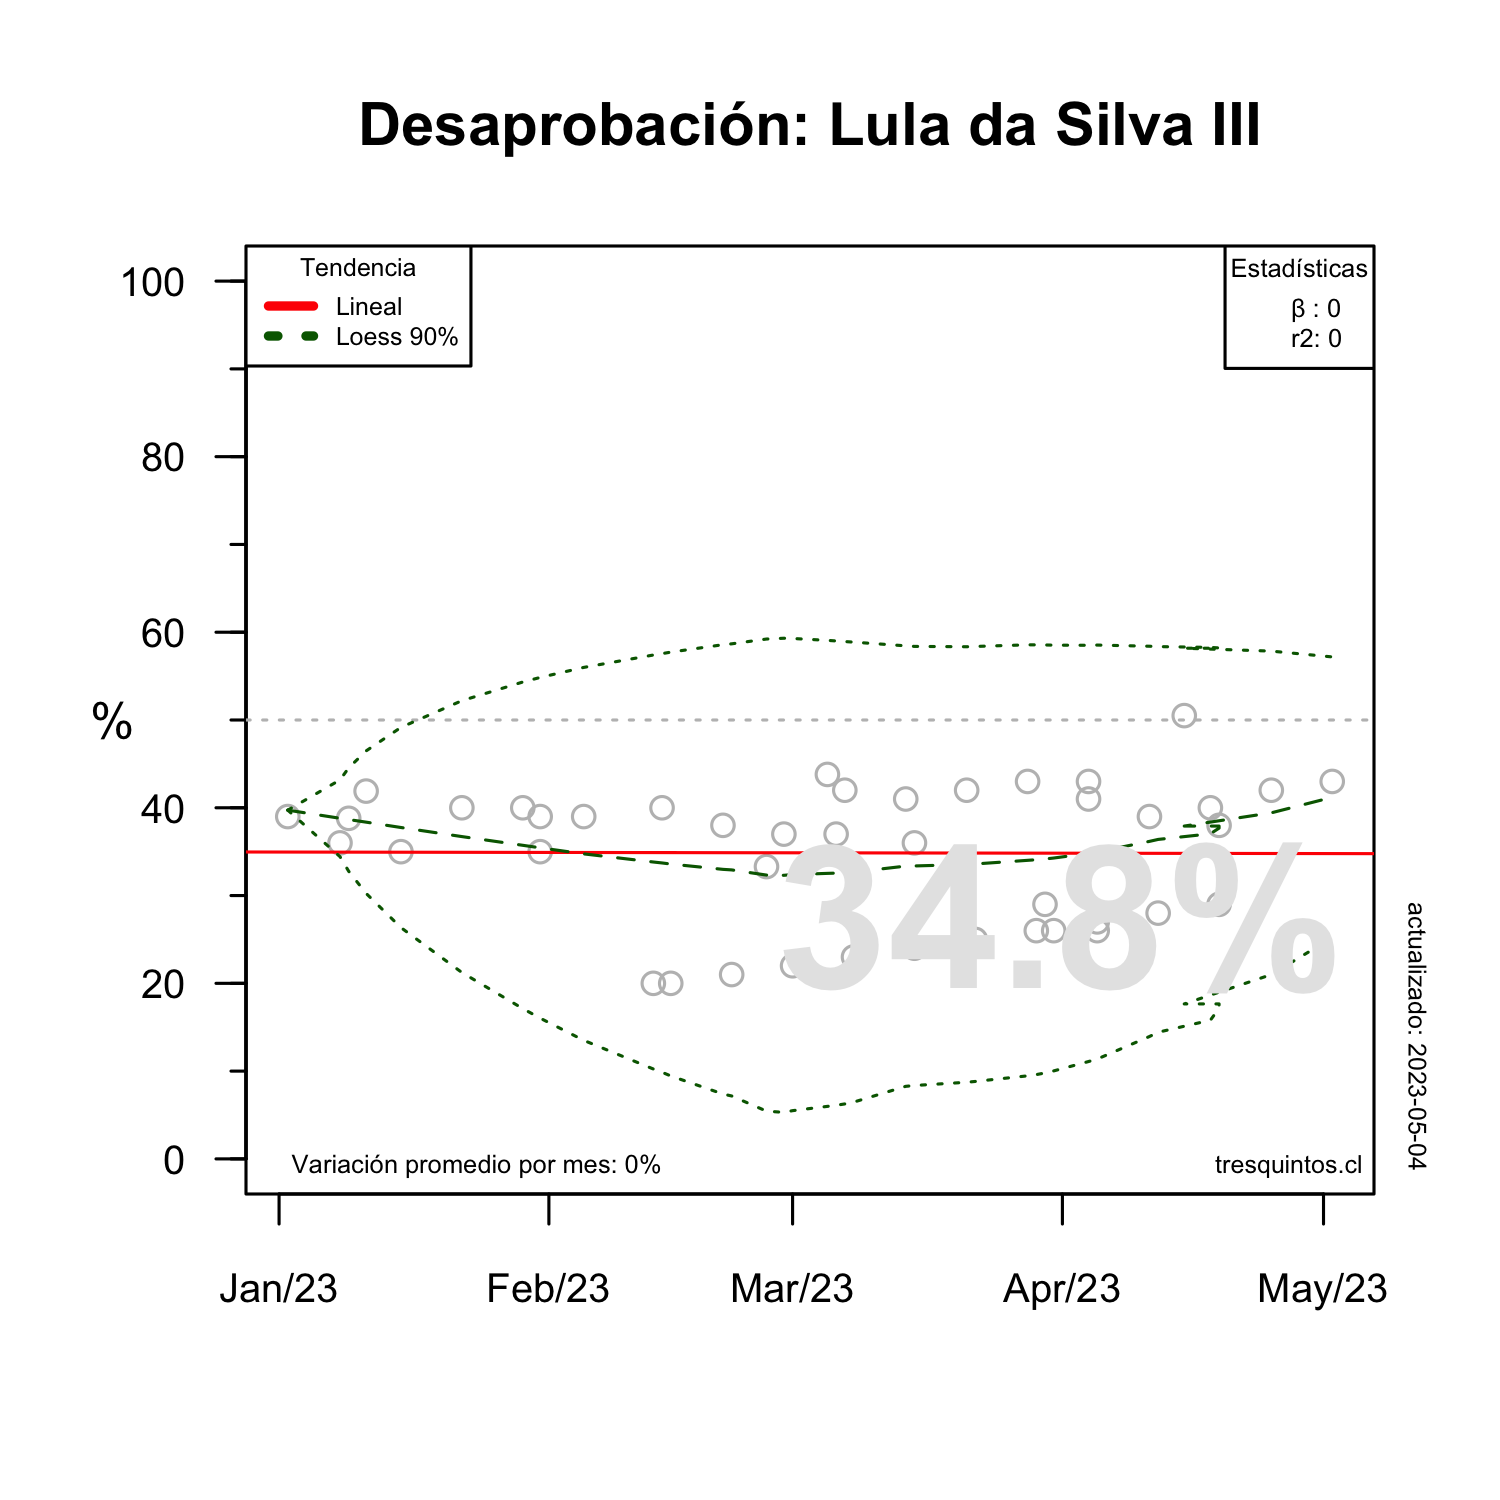 Desaprobación: Lula da Silva III
Tendencia
Lineal
Loess 90%
Estadísticas
β : 0
r2: 0
100
80
60
40
20
0
%
34.8%
Variación promedio por mes: 0%
tresquintos.cl
actualizado: 2023-05-04
Jan/23
Feb/23
Mar/23
Apr/23
May/23